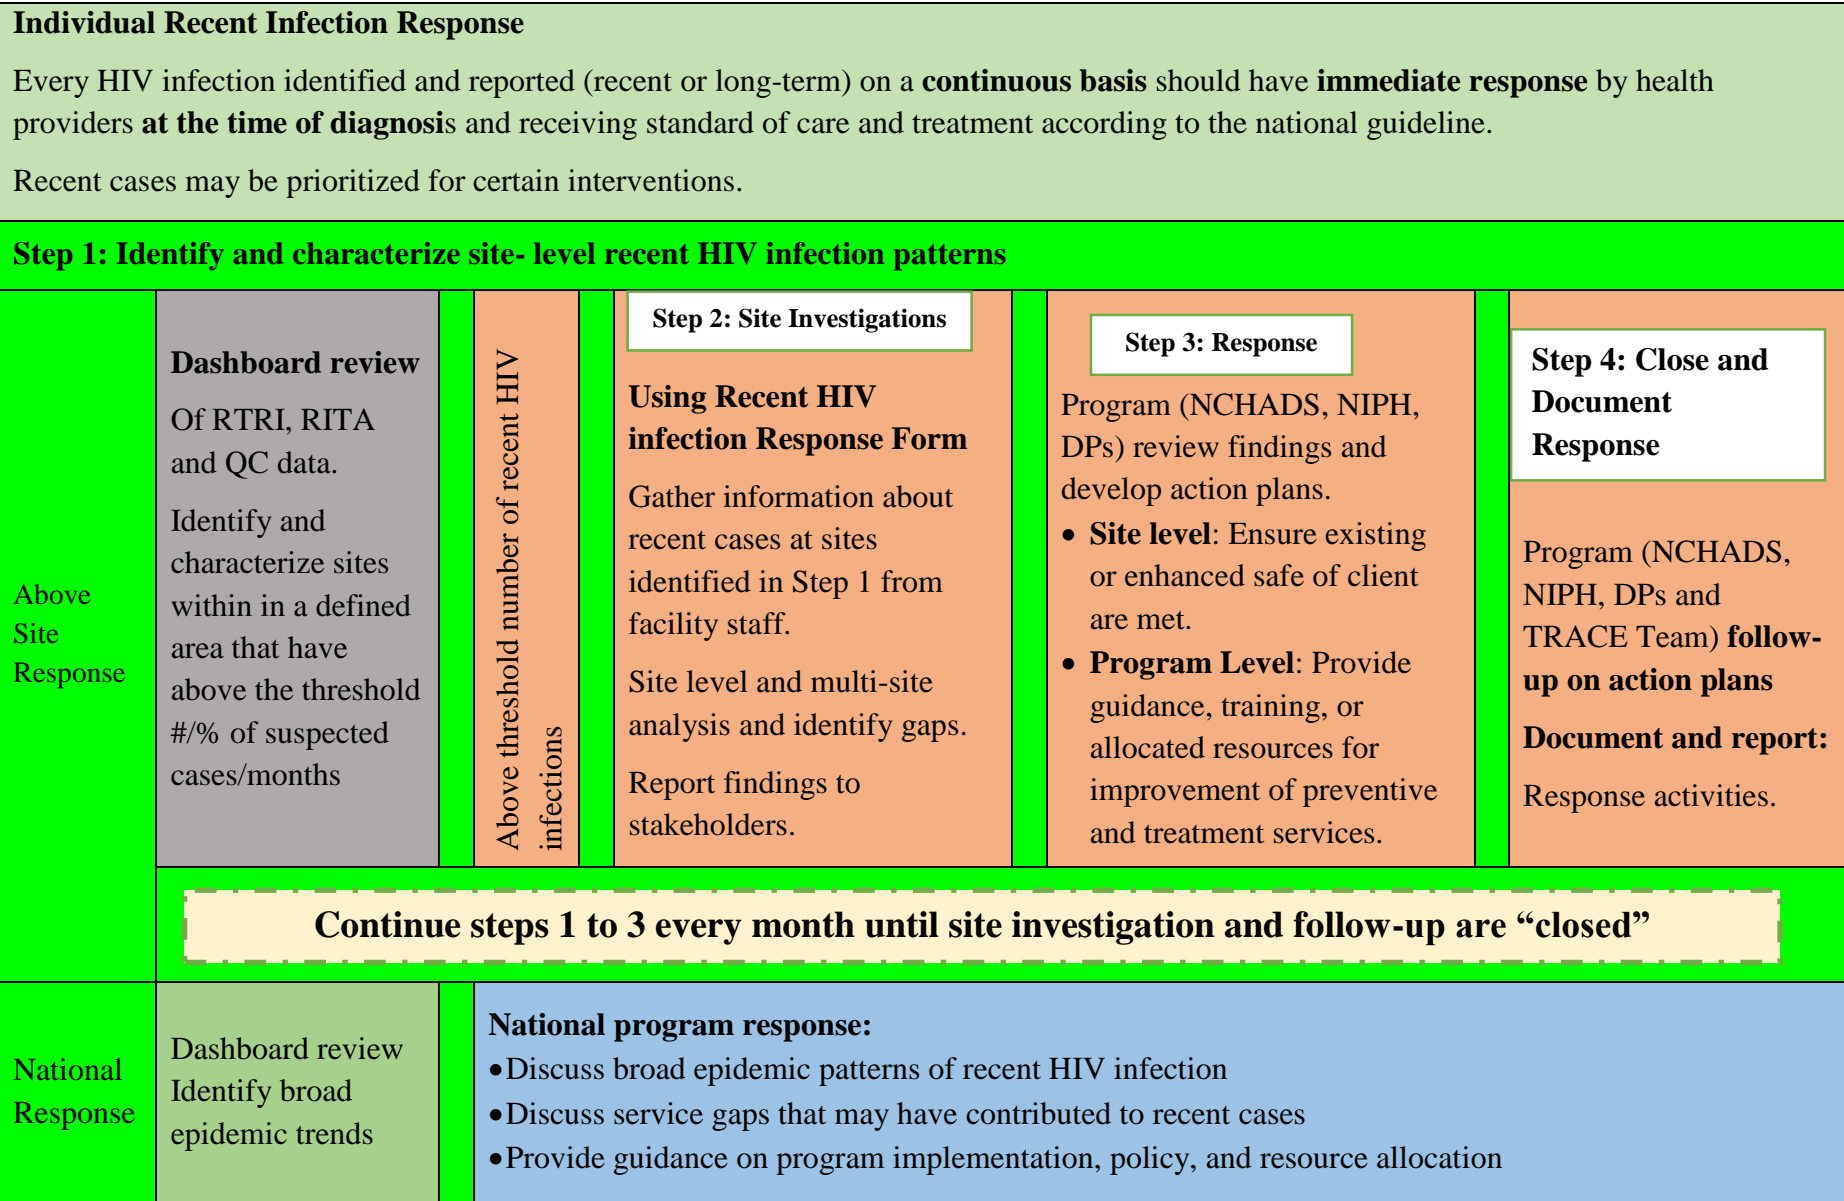 Individual Recent Infection Response
Every HIV infection identified and reported (recent or long-term) on a continuous basis should have immediate response by health
providers at the time of diagnosis and receiving standard of care and treatment according to the national guideline.
Recent cases may be prioritized for certain interventions.
Step 1: Identify and characterize site- level recent HIV infection patterns
Above
Site
Response
Dashboard review
Of RTRI, RITA
and QC data.
Identify and
characterize sites
within in a defined
area that have
above the threshold
#/% of suspected
cases/months
Above threshold number of recent HIV
infections
Step 2: Site Investigations
Using Recent HIV
infection Response Form
Gather information about
recent cases at sites
identified in Step 1 from
facility staff.
Site level and multi-site
analysis and identify gaps.
Report findings to
stakeholders.
Step 3: Response
Program (NCHADS, NIPH,
DPs) review findings and
develop action plans.
• Site level: Ensure existing
or enhanced safe of client
are met.
• Program Level: Provide
guidance, training, or
allocated resources for
improvement of preventive
and treatment services.
Step 4: Close and
Document
Response
Program (NCHADS,
NIPH, DPs and
TRACE Team) follow-
up on action plans
Document and report:
Response activities.
Continue steps 1 to 3 every month until site investigation and follow-up are “closed”
National
Response
Dashboard review
Identify broad
epidemic trends
National program response:
•Discuss broad epidemic patterns of recent HIV infection
•Discuss service gaps that may have contributed to recent cases
•Provide guidance on program implementation, policy, and resource allocation